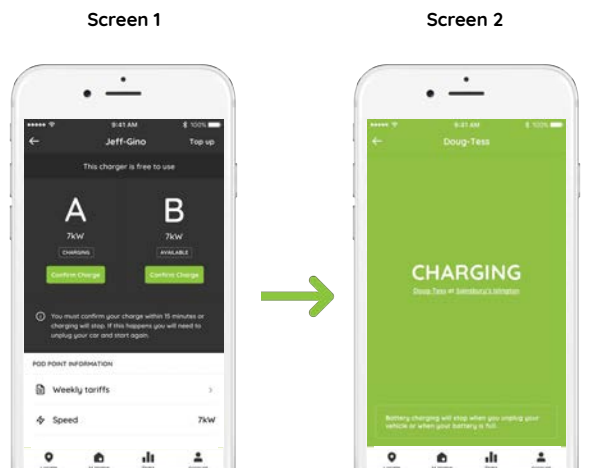 Screen 1
Screen 2
9:41 AM
100%
Jeff-Gino
Top up
This charger is free to use
A
B
7kW
7kW
CHARGING
AVAILABLE
Confirm Charge
Confirm Charge
You must confirm your charge within 15 minutes or
charging will stop. If this happens you will need to
unplug your car and start again.
POD POINT INFORMATION
Weekly tariffs
Speed
7kW
9:41 AM
100%
Doug-Tess
CHARGING
Doug-Tess at Sainsbury's Islington
Battery charging will stop when you unplug your
vehicle or when your battery is full.